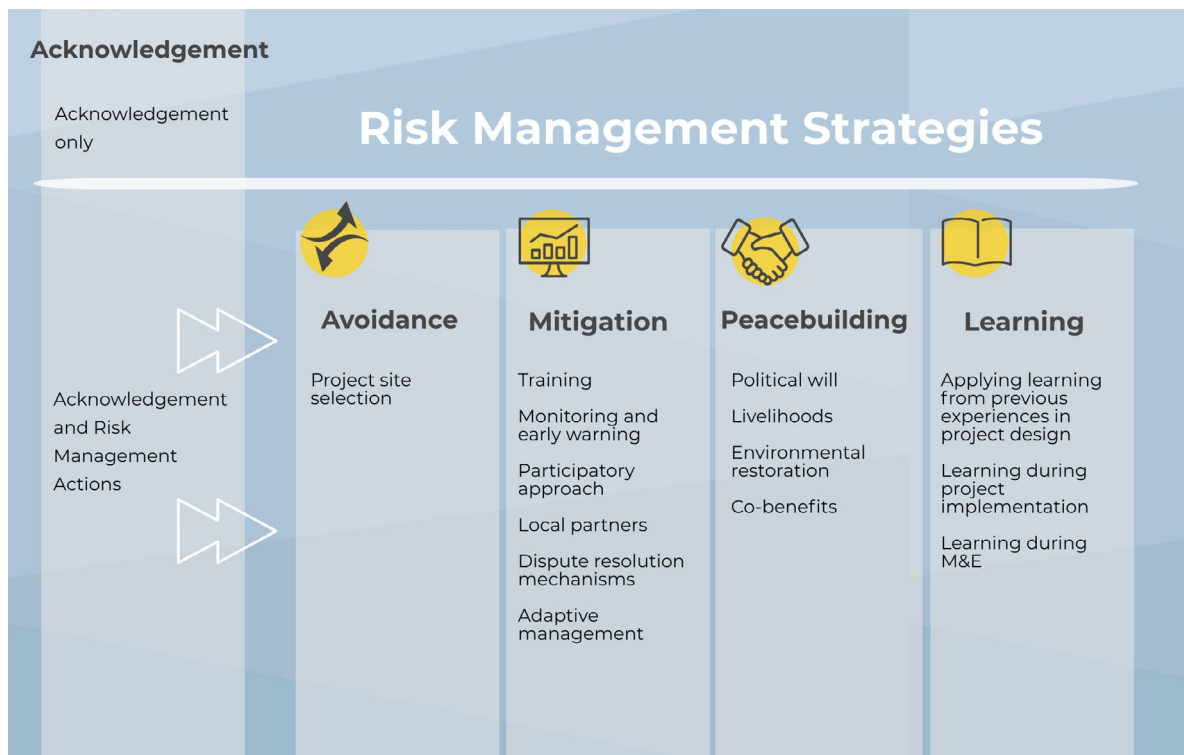 Acknowledgement
Acknowledgement
only
Risk Management Strategies
Acknowledgement
and Risk
Management
Actions
Avoidance
Project site
selection
Mitigation
Training
Monitoring and
early warning
Participatory
approach
Local partners
Dispute resolution
mechanisms
Adaptive
management
Peacebuilding
Political will
Livelihoods
Environmental
restoration
Co-benefits
Learning
Applying learning
from previous
experiences in
project design
Learning during
project
implementation
Learning during
M&E